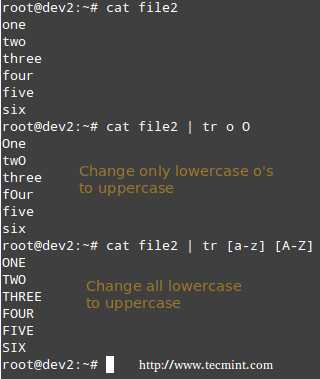 root@dev2:~# cat file2
one
two
three
four
five
six
root@dev2:~# cat file2 | tr o O
One
twO
three
fOur
five
six
Change only lowercase o's
to uppercase
root@dev2:~# cat file2 | tr [a-z] [A-Z]
ONE
TWO
THREE
FOUR
FIVE
SIX
Change all lowercase
to uppercase
root@dev2:~#
http://www.tecmint.com